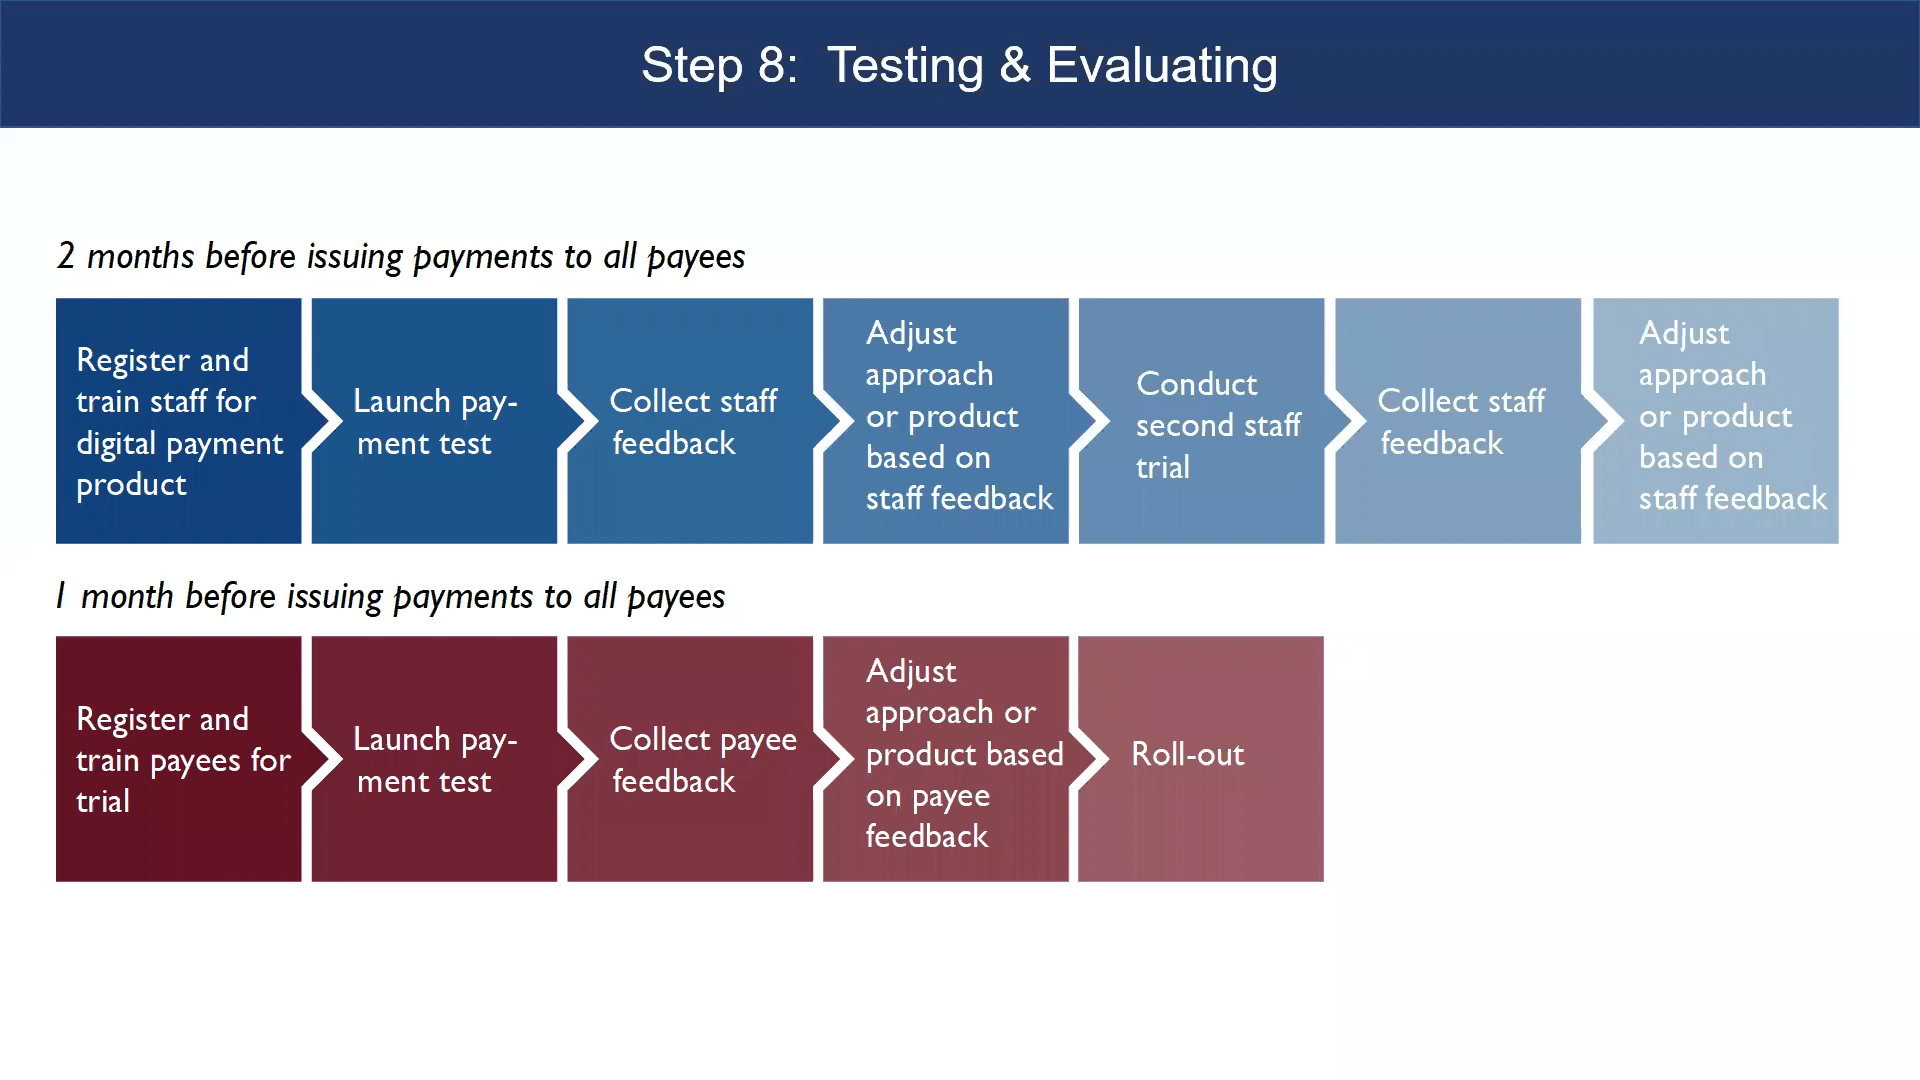 Step 8: Testing & Evaluating
2 months before issuing payments to all payees
Register and
train staff for
digital payment
product
Launch pay-
ment test
Collect staff
feedback
Adjust
approach
or product
based on
staff feedback
Conduct
second staff
trial
Collect staff
feedback
Adjust
approach
or product
based on
staff feedback
1 month before issuing payments to all payees
Register and
train payees for
trial
Launch pay-
ment test
Collect payee
feedback
Adjust
approach or
product based
on payee
feedback
Roll-out